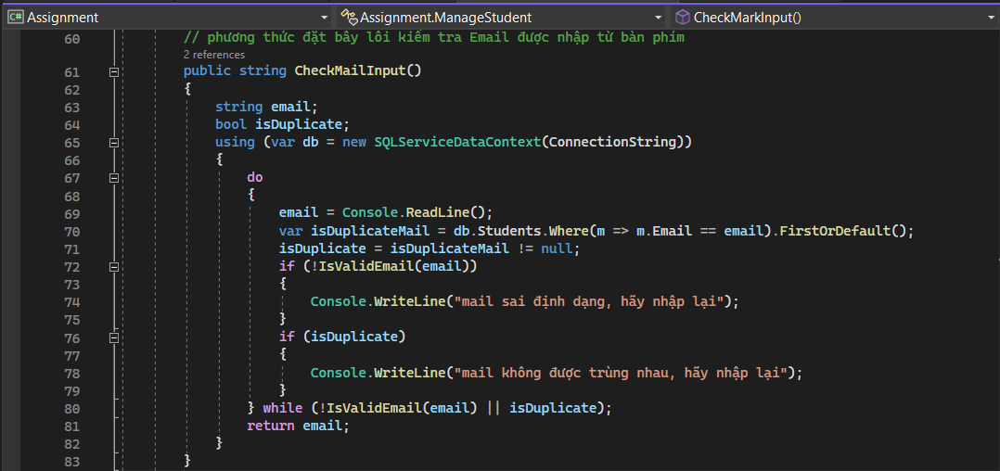 C# Assignment
Assignment.ManageStudent
CheckMarkInput()
60 // phương thức đặt bây lôi kiểm tra Email được nhập từ bàn phím
2 references
61 public string CheckMailInput()
62 {
63 string email;
64 bool isDuplicate;
65 using (var db = new SQLServiceDataContext(ConnectionString))
66 {
67 do
68 {
69 email = Console.ReadLine();
70 var isDuplicateMail = db.Students.Where(m => m.Email == email).FirstOrDefault();
71 isDuplicate = isDuplicateMail != null;
72 if (!IsValidEmail(email))
73 {
74 Console.WriteLine("mail sai định dạng, hãy nhập lại");
75 }
76 if (isDuplicate)
77 {
78 Console.WriteLine("mail không được trùng nhau, hãy nhập lại");
79 }
80 } while (!IsValidEmail(email) || isDuplicate);
81 return email;
82 }
83 }